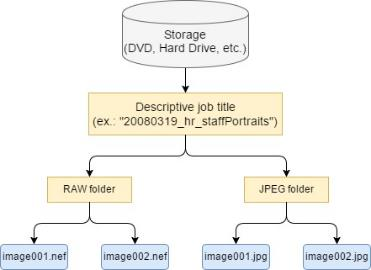 Storage
(DVD, Hard Drive, etc.)
Descriptive job title
(ex.: "20080319_hr_staffPortraits")
RAW folder
JPEG folder
image001.nef
image002.nef
image001.jpg
image002.jpg